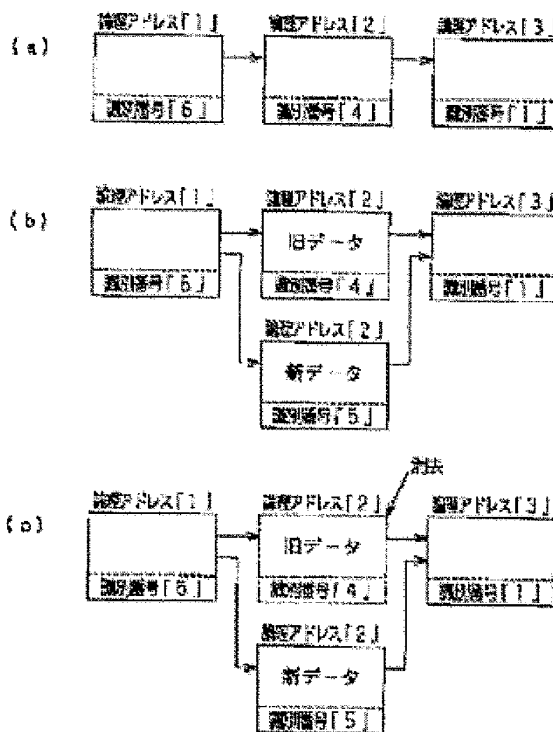 (a)
論理アドレス「1」 論理アドレス「2」 論理アドレス「3」
識別番号「6」 識別番号「4」 識別番号「1」
(b)
論理アドレス「1」 論理アドレス「2」 論理アドレス「3」
旧データ
識別番号「6」 識別番号「4」 識別番号「1」
論理アドレス「2」
新データ
識別番号「5」
消去
(c)
論理アドレス「1」 論理アドレス「2」 論理アドレス「3」
旧データ
識別番号「6」 識別番号「4」 識別番号「1」
論理アドレス「2」
新データ
識別番号「5」